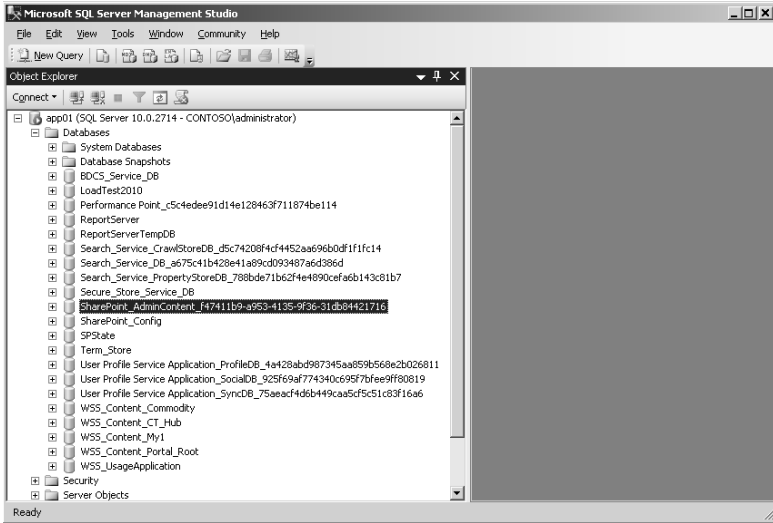 Microsoft SQL Server Management Studio
File Edit View Tools Window Community Help
New Query
Object Explorer
Connect
app01 (SQL Server 10.0.2714 - CONTOSO\administrator)
Databases
System Databases
Database Snapshots
BDCS_Service_DB
LoadTest2010
Performance Point_c5c4edee91d14e128463f711874be114
ReportServer
ReportServerTempDB
Search_Service_CrawlStoreDB_d5c74208f4cf4452aa696b0df1f1fc14
Search_Service_DB_a675c41b428e41a89cd093487a6d386d
Search_Service_PropertyStoreDB_788bde71b62f4e4890cefa6b143c81b7
Secure_Store_Service_DB
SharePoint_AdminContent_f47411b9-a953-4135-9f36-31db84421716
SharePoint_Config
SPState
Term_Store
User Profile Service Application_ProfileDB_4a428abd987345aa859b568e2b026811
User Profile Service Application_SocialDB_925f69af774340c695f7bfee9ff80819
User Profile Service Application_SyncDB_75aeacf4d6b449caa5cf5c51c83f16a6
WSS_Content_Commodity
WSS_Content_CT_Hub
WSS_Content_My1
WSS_Content_Portal_Root
WSS_UsageApplication
Security
Server Objects
Ready